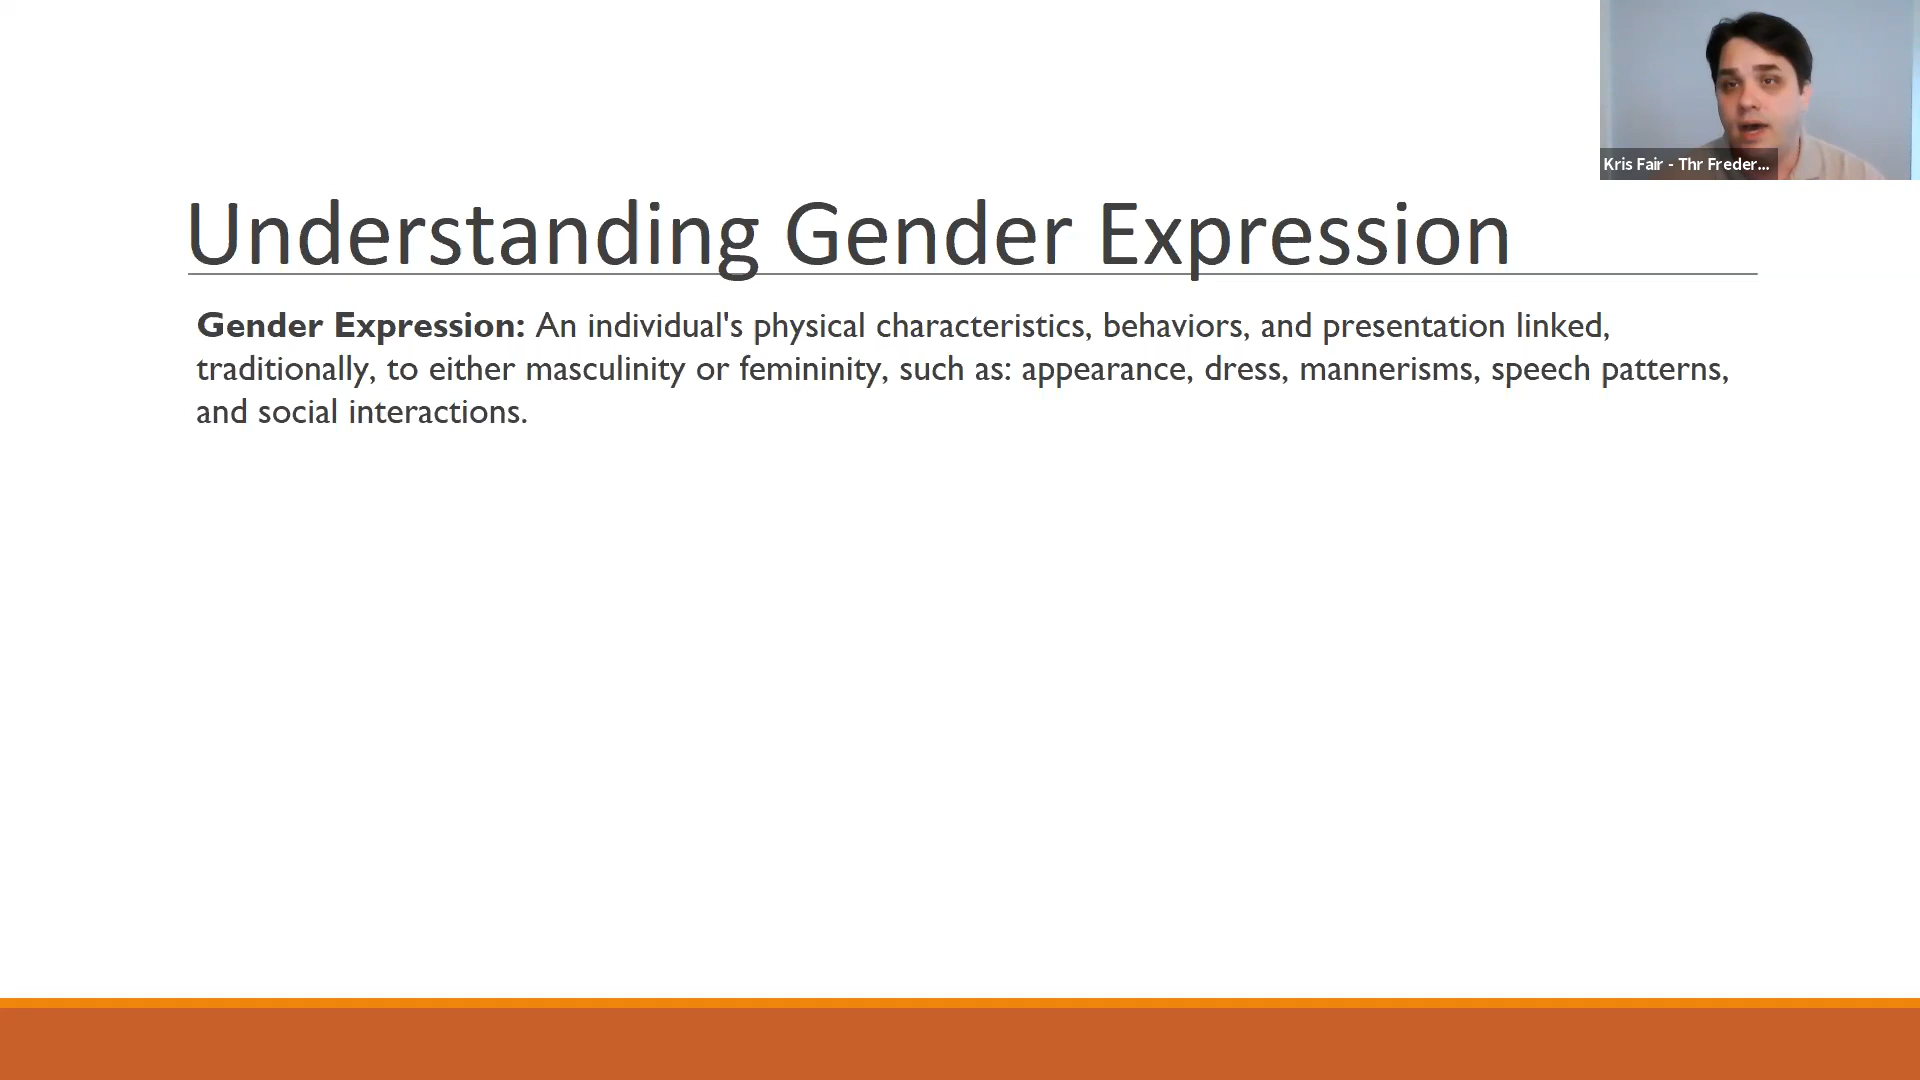 Kris Fair - Thr Freder...
Understanding Gender Expression
Gender Expression: An individual's physical characteristics, behaviors, and presentation linked,
traditionally, to either masculinity or femininity, such as: appearance, dress, mannerisms, speech patterns,
and social interactions.